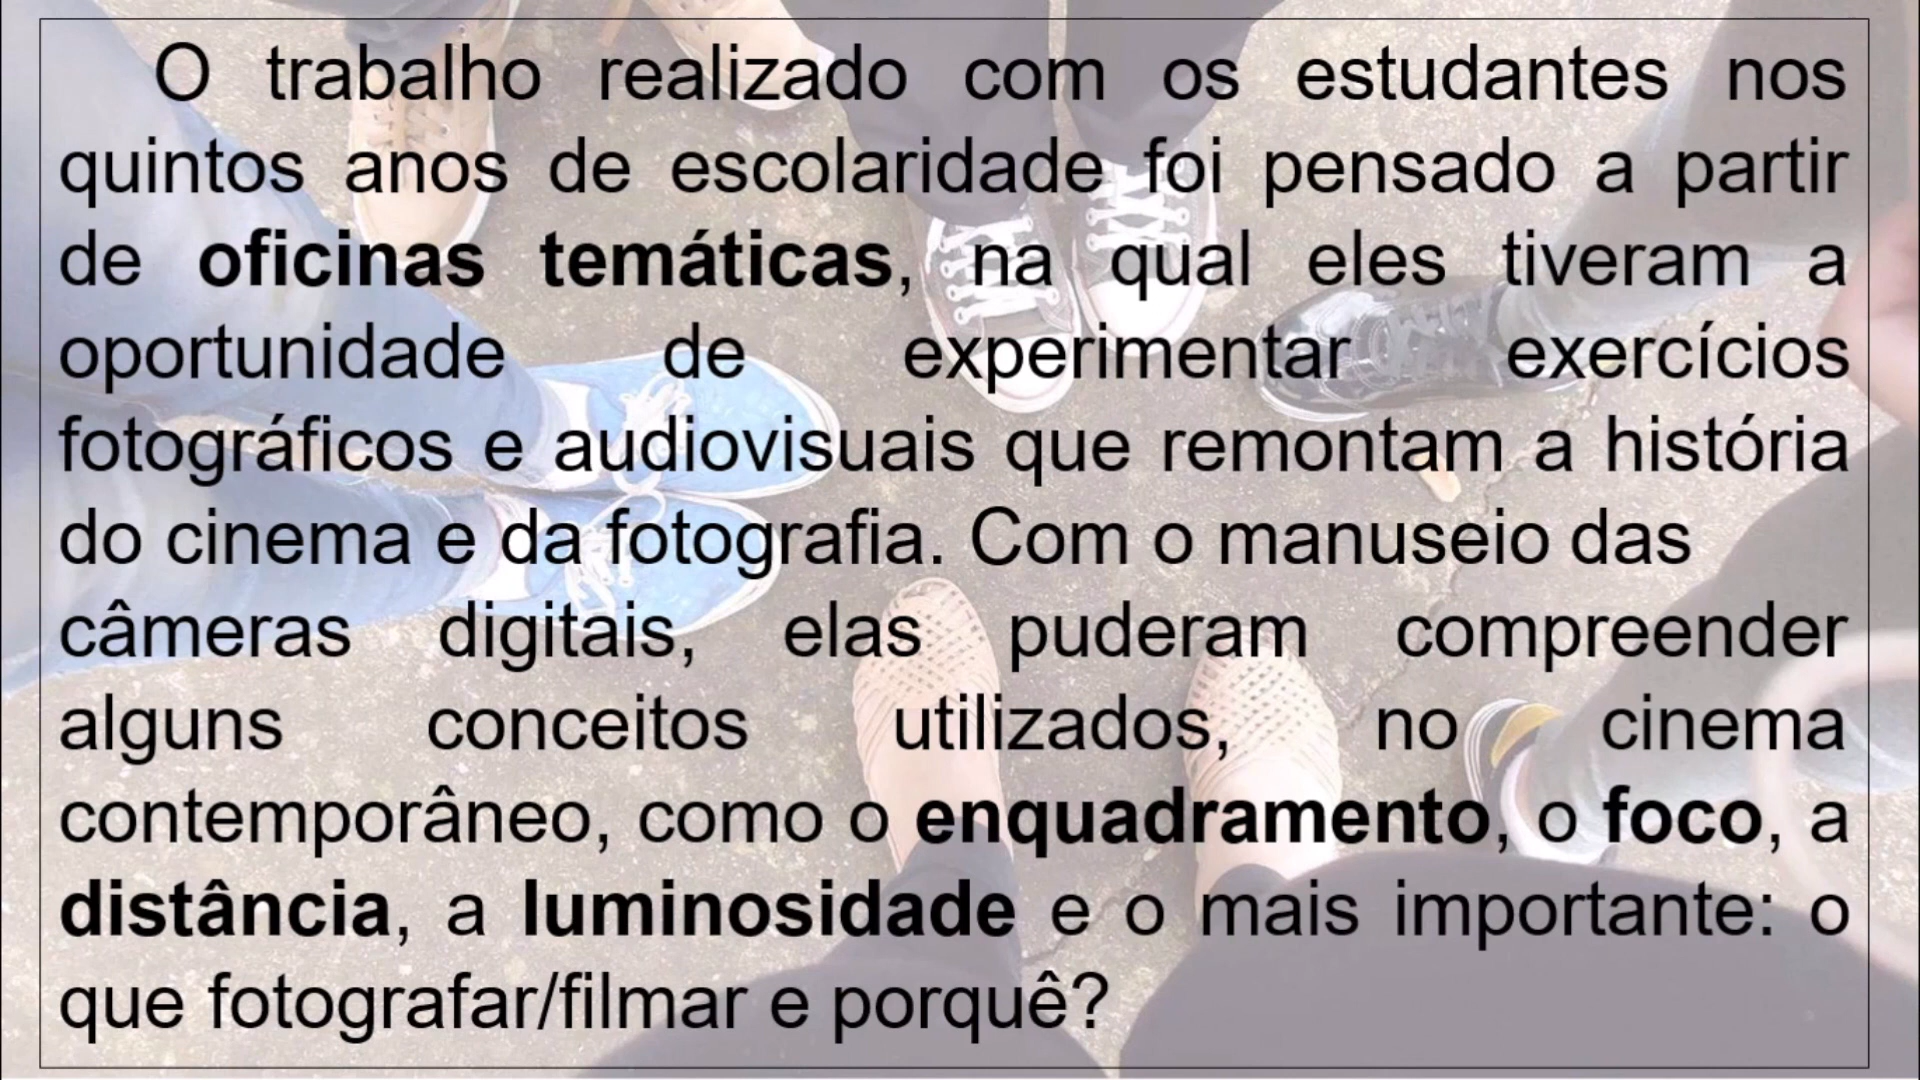 O trabalho realizado com os estudantes nos
quintos anos de escolaridade foi pensado a partir
de oficinas temáticas, na qual eles tiveram a
oportunidade de experimentar exercícios
fotográficos e audiovisuais que remontam a história
do cinema e da fotografia. Com o manuseio das
câmeras digitais, elas puderam compreender
alguns conceitos utilizados, no cinema
contemporâneo, como o enquadramento, o foco, a
distância, a luminosidade e o mais importante: o
que fotografar/filmar e porquê?